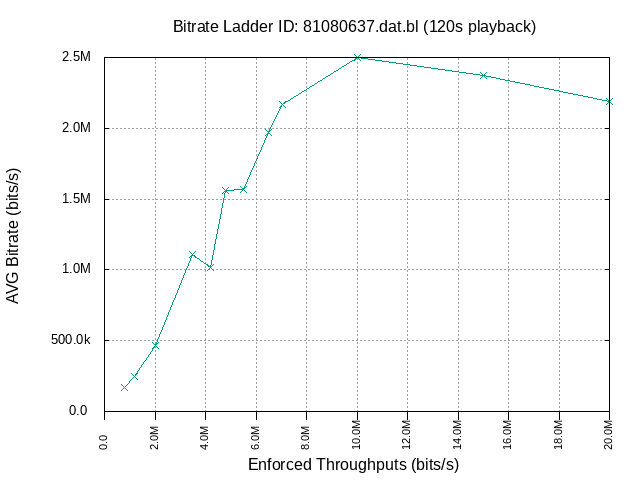 Bitrate Ladder ID: 81080637.dat.bl (120s playback)
2.5M
2.0M
1.5M
1.0M
500.0k
0.0
AVG Bitrate (bits/s)
0.0 2.0M 4.0M 6.0M 8.0M 10.0M 12.0M 14.0M 16.0M 18.0M 20.0M
Enforced Throughputs (bits/s)